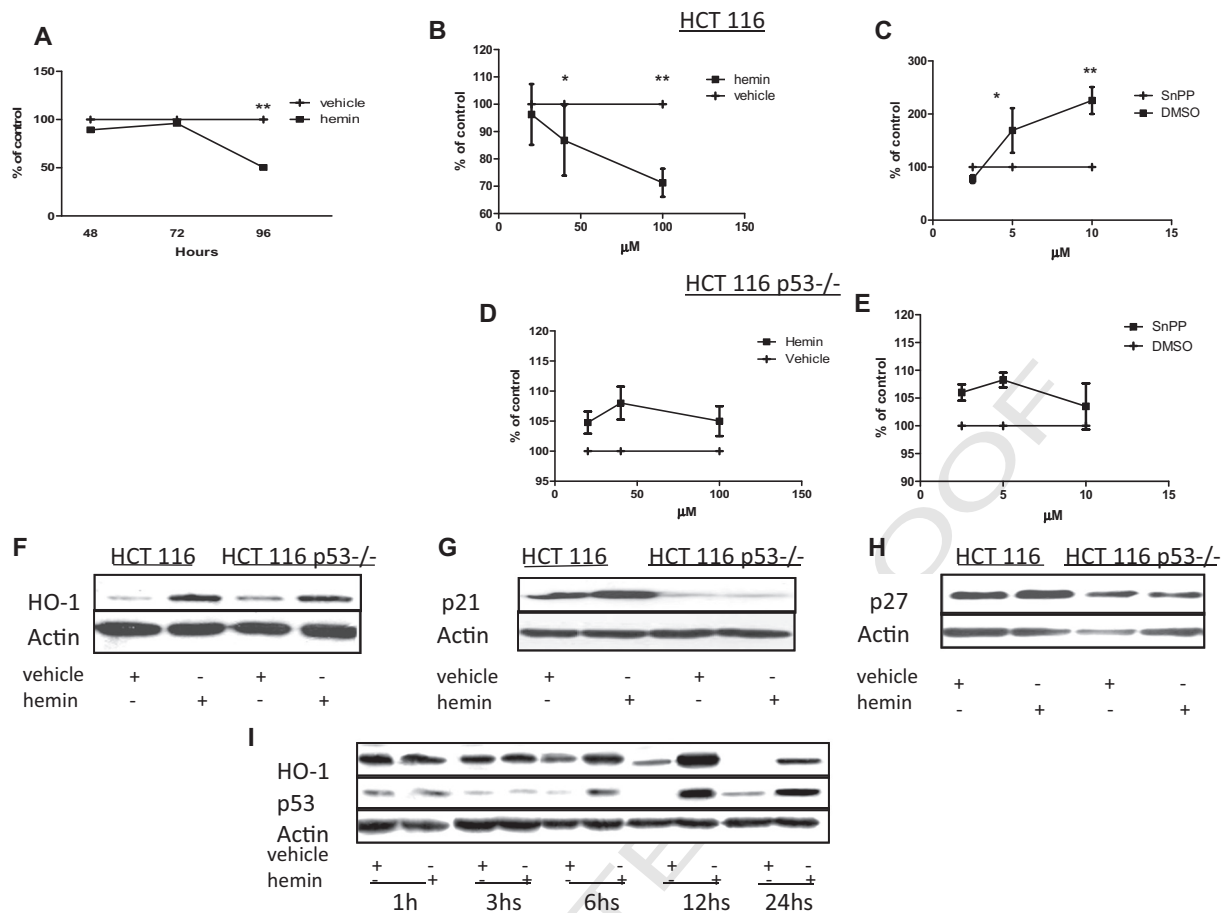 HCT 116
A
B
C
150
100
50
0
% of control
48 72 96
Hours
**
vehicle
hemin
120
110
100
90
80
70
60
% of control
0 50 100 150
µM
* **
hemin
vehicle
300
200
100
0
% of control
0 5 10 15
µM
* **
SnPP
DMSO
HCT 116 p53-/-
D
E
120
115
110
105
100
95
% of control
0 50 100 150
µM
Hemin
Vehicle
120
115
110
105
100
95
90
% of control
0 5 10 15
µM
SnPP
DMSO
F
HCT 116 HCT 116 p53-/-
HO-1
Actin
vehicle + - + -
hemin - + - +
G
HCT 116 HCT 116 p53-/-
p21
Actin
vehicle + - + -
hemin - + - +
H
HCT 116 HCT 116 p53-/-
p27
Actin
vehicle + - + -
hemin - + - +
I
HO-1
p53
Actin
vehicle + - + - + - + - + -
hemin - + - + - + - + - +
1h 3hs 6hs 12hs 24hs
OOF
TE